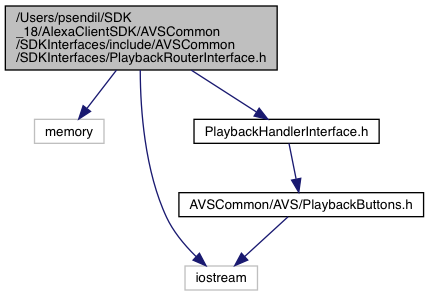 /Users/psendil/SDK
_18/AlexaClientSDK/AVSCommon
/SDKInterfaces/include/AVSCommon
/SDKInterfaces/PlaybackRouterInterface.h
memory
PlaybackHandlerInterface.h
AVSCommon/AVS/PlaybackButtons.h
iostream